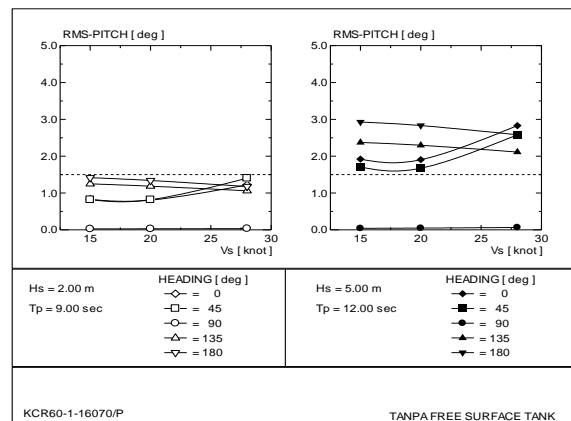 RMS-PITCH [ deg ]
5.0
4.0
3.0
2.0
1.0
0.0
15 20 25 30
Vs [ knot ]
RMS-PITCH [ deg ]
5.0
4.0
3.0
2.0
1.0
0.0
15 20 25 30
Vs [ knot ]
Hs = 2.00 m
Tp = 9.00 sec
HEADING [ deg ]
= 0
= 45
= 90
= 135
= 180
Hs = 5.00 m
Tp = 12.00 sec
HEADING [ deg ]
= 0
= 45
= 90
= 135
= 180
KCR60-1-16070/P
TANPA FREE SURFACE TANK